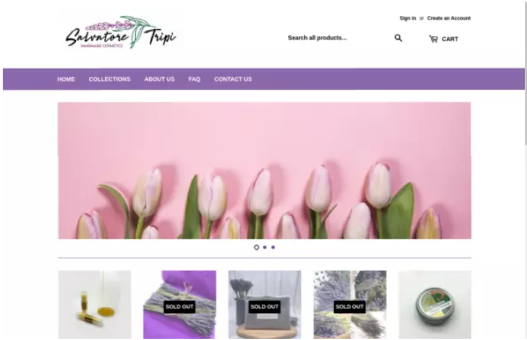 Sign in or Create an Account
Salvatore Tripi
HANDMADE COSMETICS
Search all products...
CART
HOME COLLECTIONS ABOUT US FAQ CONTACT US
SOLD OUT SOLD OUT SOLD OUT